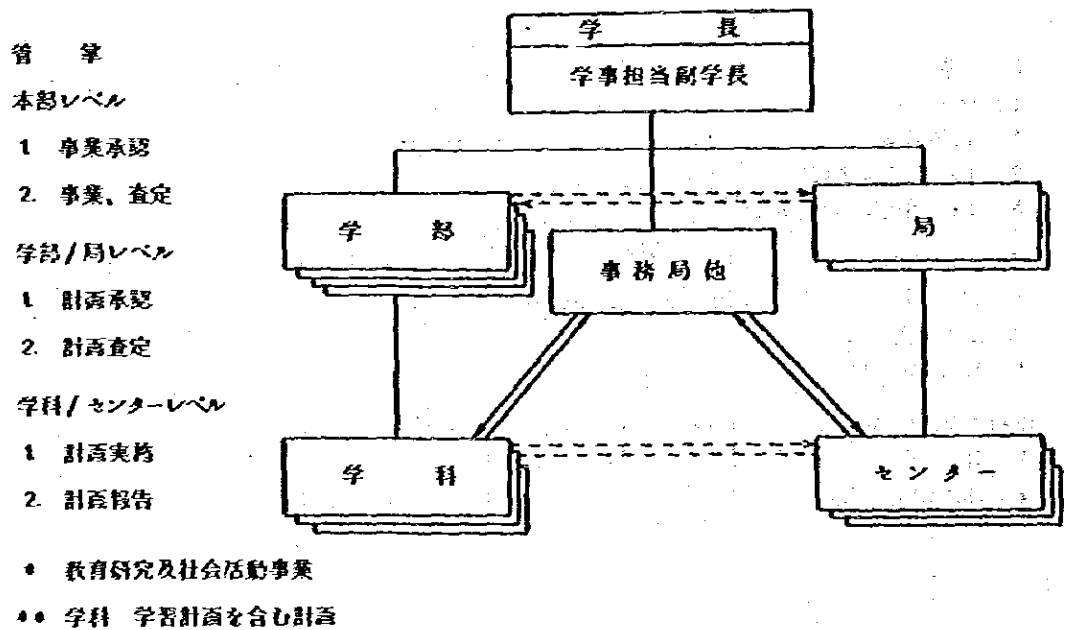 管　掌
本部レベル
1. 事業承認
2. 事業、査定
学部/局レベル
1. 計画承認
2. 計画査定
学科/センターレベル
1. 計画実務
2. 計画報告
* 教育研究及社会活動事業
** 学科 学習計画を含む計画
学　長
学事担当副学長
学　部
局
事務局他
学　科
センター